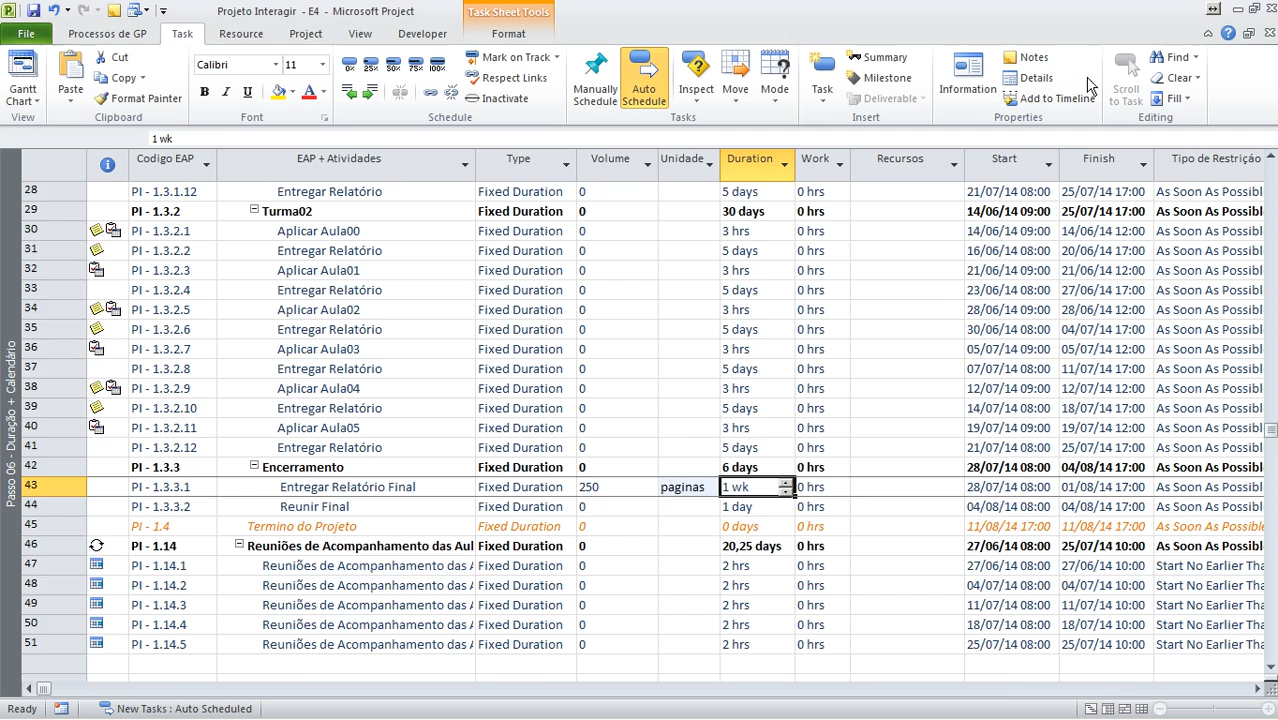 Projeto Interagir - E4 - Microsoft Project
Task Sheet Tools
File Processos de GP Task Resource Project View Developer Format
Gantt Chart
View
Paste
Cut
Copy
Format Painter
Clipboard
Calibri 11
B I U
Font
0% 25% 50% 75% 100%
Mark on Track
Respect Links
Inactivate
Schedule
Manually Schedule
Auto Schedule
Inspect
Move
Mode
Tasks
Task
Summary
Milestone
Deliverable
Insert
Information
Notes
Details
Add to Timeline
Properties
Scroll to Task
Find
Clear
Fill
Editing
1 wk
Passo 06 - Duração + Calendário
Codigo EAP EAP + Atividades Type Volume Unidade Duration Work Recursos Start Finish Tipo de Restrição
28 PI - 1.3.1.12 Entregar Relatório Fixed Duration 0 5 days 0 hrs 21/07/14 08:00 25/07/14 17:00 As Soon As Possibl
29 PI - 1.3.2 Turma02 Fixed Duration 0 30 days 0 hrs 14/06/14 09:00 25/07/14 17:00 As Soon As Possibl
30 PI - 1.3.2.1 Aplicar Aula00 Fixed Duration 0 3 hrs 0 hrs 14/06/14 09:00 14/06/14 12:00 As Soon As Possibl
31 PI - 1.3.2.2 Entregar Relatório Fixed Duration 0 5 days 0 hrs 16/06/14 08:00 20/06/14 17:00 As Soon As Possibl
32 PI - 1.3.2.3 Aplicar Aula01 Fixed Duration 0 3 hrs 0 hrs 21/06/14 09:00 21/06/14 12:00 As Soon As Possibl
33 PI - 1.3.2.4 Entregar Relatório Fixed Duration 0 5 days 0 hrs 23/06/14 08:00 27/06/14 17:00 As Soon As Possibl
34 PI - 1.3.2.5 Aplicar Aula02 Fixed Duration 0 3 hrs 0 hrs 28/06/14 09:00 28/06/14 12:00 As Soon As Possibl
35 PI - 1.3.2.6 Entregar Relatório Fixed Duration 0 5 days 0 hrs 30/06/14 08:00 04/07/14 17:00 As Soon As Possibl
36 PI - 1.3.2.7 Aplicar Aula03 Fixed Duration 0 3 hrs 0 hrs 05/07/14 09:00 05/07/14 12:00 As Soon As Possibl
37 PI - 1.3.2.8 Entregar Relatório Fixed Duration 0 5 days 0 hrs 07/07/14 08:00 11/07/14 17:00 As Soon As Possibl
38 PI - 1.3.2.9 Aplicar Aula04 Fixed Duration 0 3 hrs 0 hrs 12/07/14 09:00 12/07/14 12:00 As Soon As Possibl
39 PI - 1.3.2.10 Entregar Relatório Fixed Duration 0 5 days 0 hrs 14/07/14 08:00 18/07/14 17:00 As Soon As Possibl
40 PI - 1.3.2.11 Aplicar Aula05 Fixed Duration 0 3 hrs 0 hrs 19/07/14 09:00 19/07/14 12:00 As Soon As Possibl
41 PI - 1.3.2.12 Entregar Relatório Fixed Duration 0 5 days 0 hrs 21/07/14 08:00 25/07/14 17:00 As Soon As Possibl
42 PI - 1.3.3 Encerramento Fixed Duration 0 6 days 0 hrs 28/07/14 08:00 04/08/14 17:00 As Soon As Possibl
43 PI - 1.3.3.1 Entregar Relatório Final Fixed Duration 250 paginas 1 wk 0 hrs 28/07/14 08:00 01/08/14 17:00 As Soon As Possibl
44 PI - 1.3.3.2 Reunir Final Fixed Duration 0 1 day 0 hrs 04/08/14 08:00 04/08/14 17:00 As Soon As Possibl
45 PI - 1.4 Termino do Projeto Fixed Duration 0 0 days 0 hrs 11/08/14 17:00 11/08/14 17:00 As Soon As Possibl
46 PI - 1.14 Reuniões de Acompanhamento das Aul Fixed Duration 0 20,25 days 0 hrs 27/06/14 08:00 25/07/14 10:00 As Soon As Possibl
47 PI - 1.14.1 Reuniões de Acompanhamento das A Fixed Duration 0 2 hrs 0 hrs 27/06/14 08:00 27/06/14 10:00 Start No Earlier Tha
48 PI - 1.14.2 Reuniões de Acompanhamento das A Fixed Duration 0 2 hrs 0 hrs 04/07/14 08:00 04/07/14 10:00 Start No Earlier Tha
49 PI - 1.14.3 Reuniões de Acompanhamento das A Fixed Duration 0 2 hrs 0 hrs 11/07/14 08:00 11/07/14 10:00 Start No Earlier Tha
50 PI - 1.14.4 Reuniões de Acompanhamento das A Fixed Duration 0 2 hrs 0 hrs 18/07/14 08:00 18/07/14 10:00 Start No Earlier Tha
51 PI - 1.14.5 Reuniões de Acompanhamento das A Fixed Duration 0 2 hrs 0 hrs 25/07/14 08:00 25/07/14 10:00 Start No Earlier Tha
Ready New Tasks : Auto Scheduled